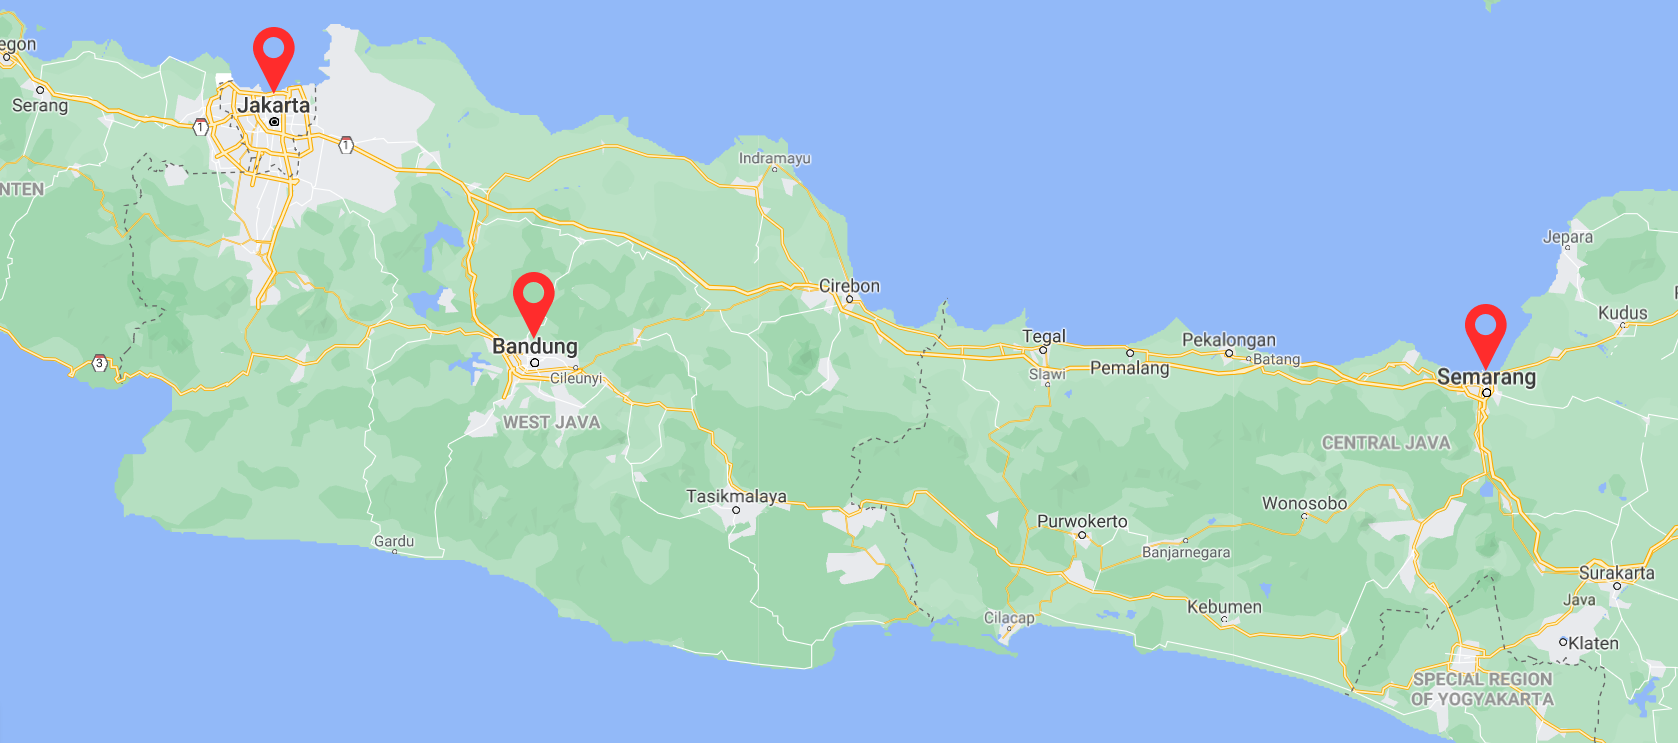 egon
Serang
Jakarta
1
1
NTEN
Indramayu
Jepara
Cirebon
Kudus
Tegal
Pekalongan
Batang
Bandung
Cileunyi
3
Slawi
Pemalang
Semarang
WEST JAVA
CENTRAL JAVA
Tasikmalaya
Wonosobo
Purwokerto
Gardu
Banjarnegara
Surakarta
Java
Kebumen
Cilacap
Klaten
SPECIAL REGION
OF YOGYAKARTA